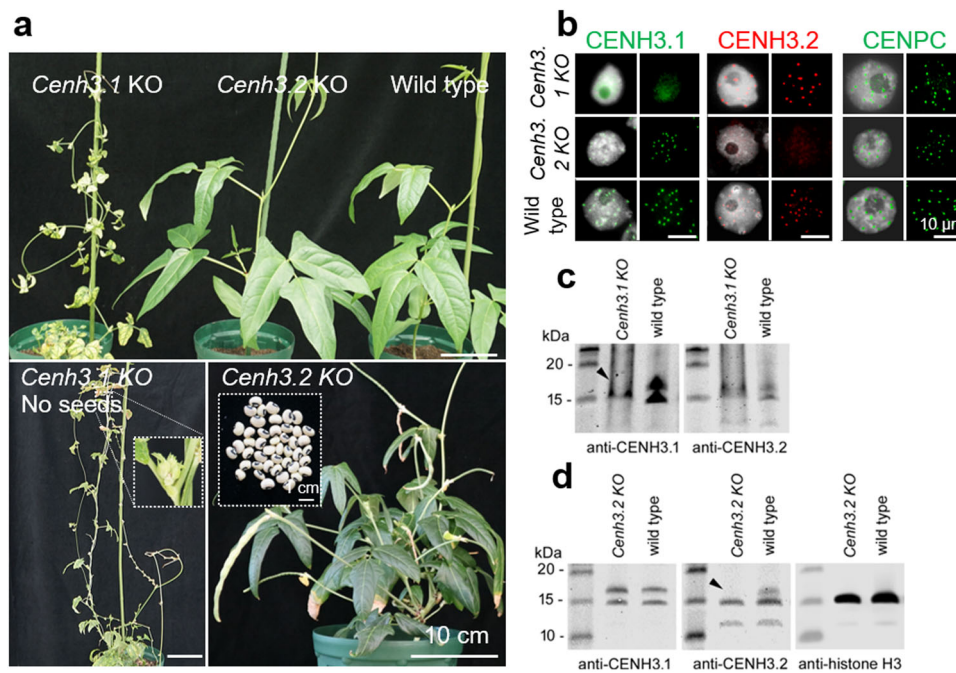 a
Cenh3.1 KO
Cenh3.2 KO
Wild type
Cenh3.1 KO
No seeds
Cenh3.2 KO
1 cm
10 cm
b
CENH3.1
CENH3.2
CENPC
Cenh3.
1 KO
Cenh3.
2 KO
Wild
type
10 µm
c
Cenh3.1 KO
wild type
Cenh3.1 KO
wild type
kDa
20 -
15 -
anti-CENH3.1
anti-CENH3.2
d
Cenh3.2 KO
wild type
Cenh3.2 KO
wild type
Cenh3.2 KO
wild type
kDa
20 -
15 -
10 -
anti-CENH3.1
anti-CENH3.2
anti-histone H3